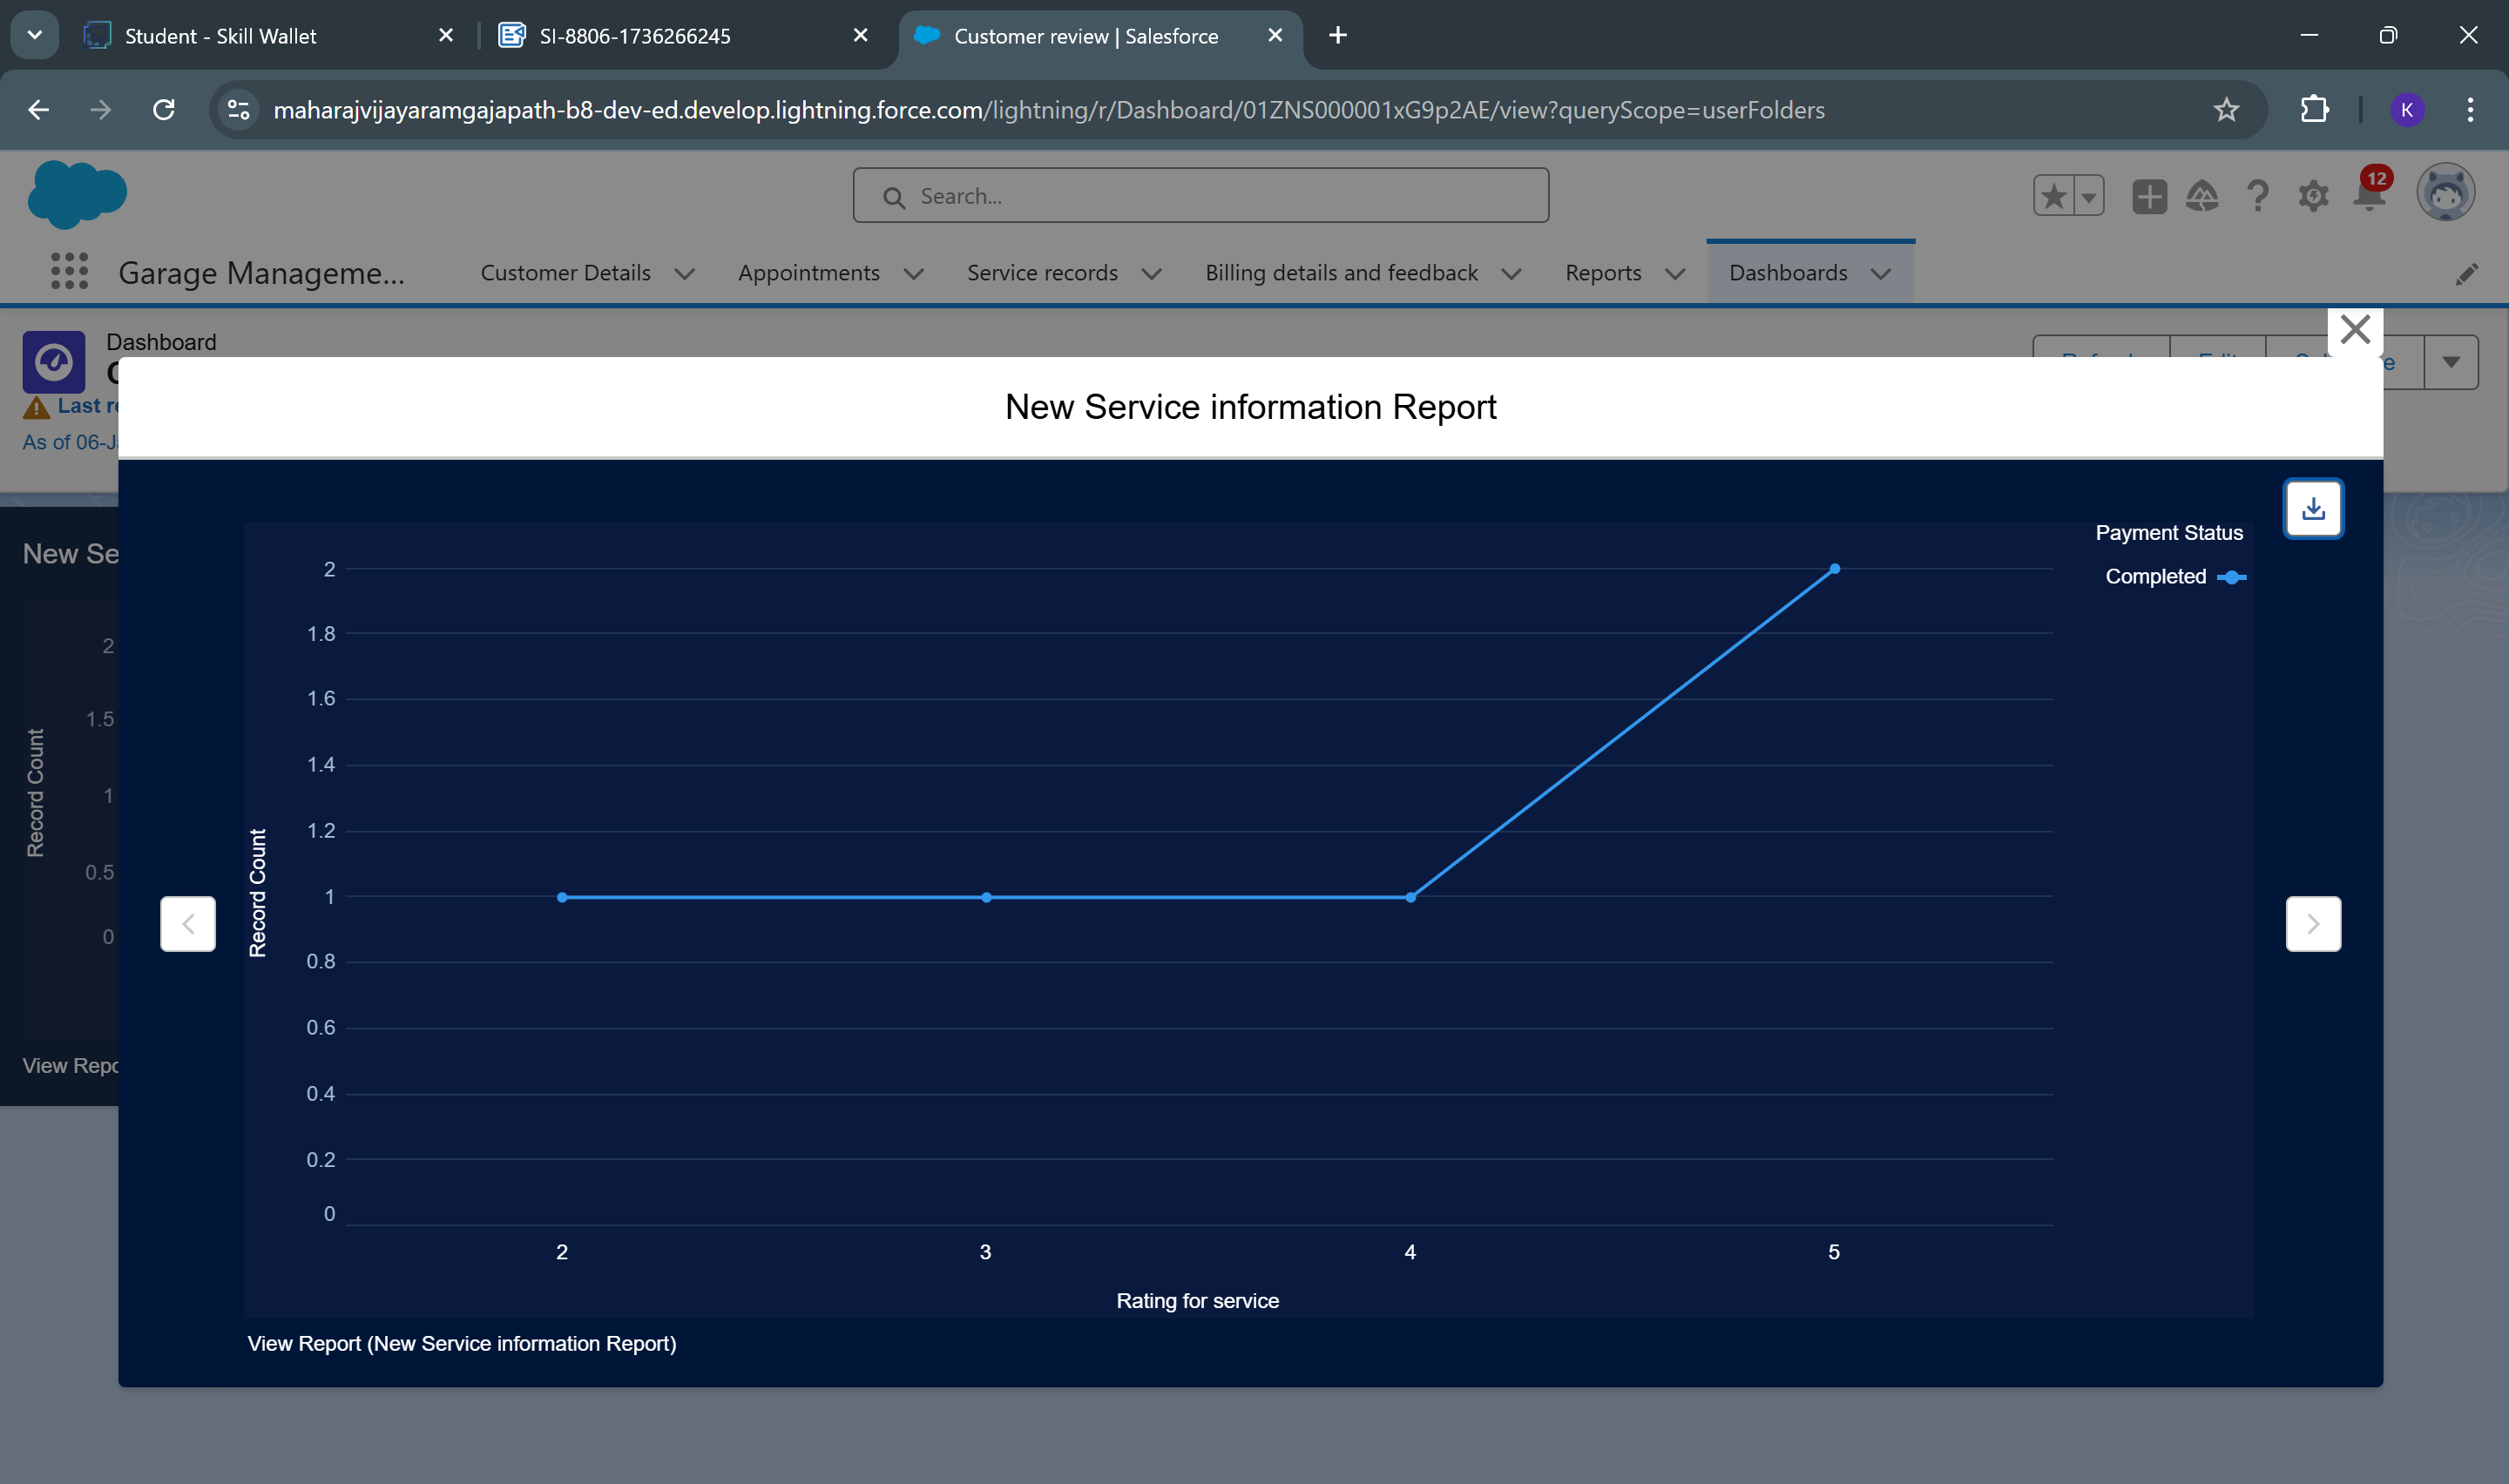 Student - Skill Wallet
SI-8806-1736266245
Customer review | Salesforce
maharajvijayaramgajapath-b8-dev-ed.develop.lightning.force.com/lightning/r/Dashboard/01ZNS000001xG9p2AE/view?queryScope=userFolders
K
Search...
12
Garage Manageme...
Customer Details
Appointments
Service records
Billing details and feedback
Reports
Dashboards
Dashboard
Last re
As of 06-J
New Service information Report
New Se
2
1.5
1
0.5
0
Record Count
View Repo
Payment Status
Completed
2
1.8
1.6
1.4
1.2
1
0.8
0.6
0.4
0.2
0
Record Count
2 3 4 5
Rating for service
View Report (New Service information Report)